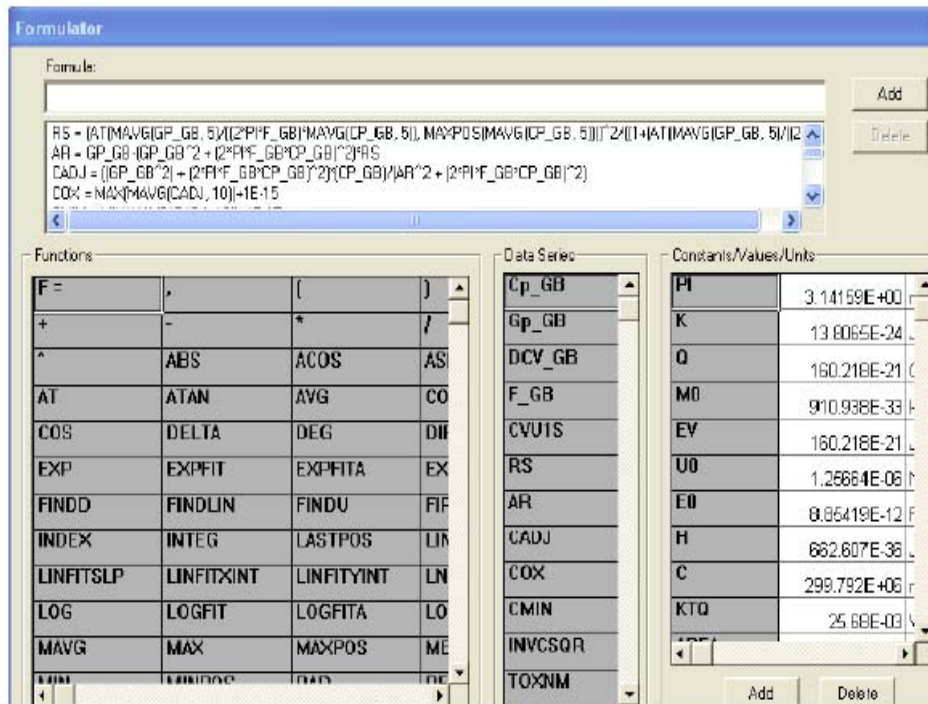 Formulator
Formula:
Add
RS = (AT(MAVG(GP_GB, 5)/((2*PI*F_GB)*MAVG(CP_GB, 5)), MAXPOS(MAVG(CP_GB, 5))))^2/((1+(AT((MAVG(GP_GB, 5)/((2
Delete
AR = GP_GB-(GP_GB^2 + (2*PI*F_GB*CP_GB)^2)*RS
CADJ = ((GP_GB^2) + (2*PI*F_GB*CP_GB)^2)*(CP_GB)/(AR^2 + (2*PI*F_GB*CP_GB)^2)
COX = MAX(MAVG(CADJ, 10))+1E-15
Functions
F = , ( )
+ - * /
^ ABS ACOS
AT ATAN AVG
COS DELTA DEG
EXP EXPFIT EXPFITA
FINDD FINDLIN FINDU
INDEX INTEG LASTPOS
LINFITSLP LINFITXINT LINFITYINT
LOG LOGFIT LOGFITA
MAVG MAX MAXPOS
MIN MINPOS
Data Series
Cp_GB
Gp_GB
DCV_GB
F_GB
CVU1S
RS
AR
CADJ
COX
CMIN
INVCSQR
TOXNM
Constants/Values/Units
PI 3.14159E+00
K 13.8065E-24
Q 160.218E-21
M0 910.938E-33
EV 160.218E-21
U0 1.25664E-06
E0 8.85419E-12
H 662.607E-36
C 299.792E+06
KTQ 25.68E-03
AREA
Add Delete